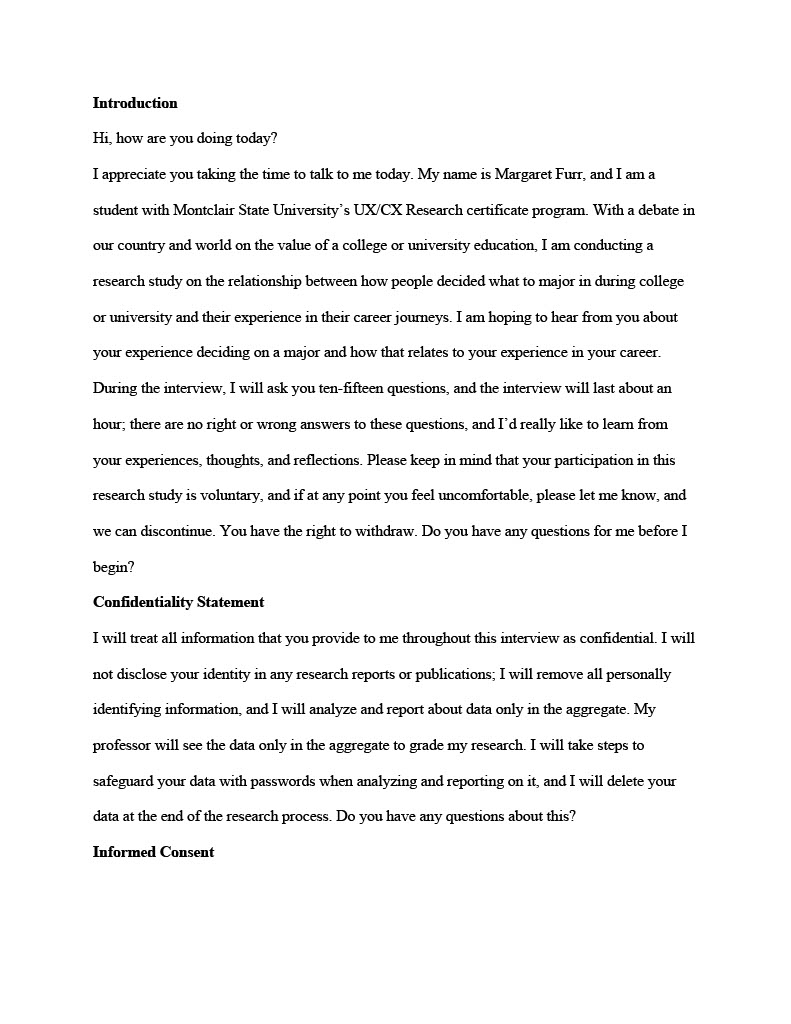 Introduction
Hi, how are you doing today?
I appreciate you taking the time to talk to me today. My name is Margaret Furr, and I am a
student with Montclair State University’s UX/CX Research certificate program. With a debate in
our country and world on the value of a college or university education, I am conducting a
research study on the relationship between how people decided what to major in during college
or university and their experience in their career journeys. I am hoping to hear from you about
your experience deciding on a major and how that relates to your experience in your career.
During the interview, I will ask you ten-fifteen questions, and the interview will last about an
hour; there are no right or wrong answers to these questions, and I’d really like to learn from
your experiences, thoughts, and reflections. Please keep in mind that your participation in this
research study is voluntary, and if at any point you feel uncomfortable, please let me know, and
we can discontinue. You have the right to withdraw. Do you have any questions for me before I
begin?
Confidentiality Statement
I will treat all information that you provide to me throughout this interview as confidential. I will
not disclose your identity in any research reports or publications; I will remove all personally
identifying information, and I will analyze and report about data only in the aggregate. My
professor will see the data only in the aggregate to grade my research. I will take steps to
safeguard your data with passwords when analyzing and reporting on it, and I will delete your
data at the end of the research process. Do you have any questions about this?
Informed Consent